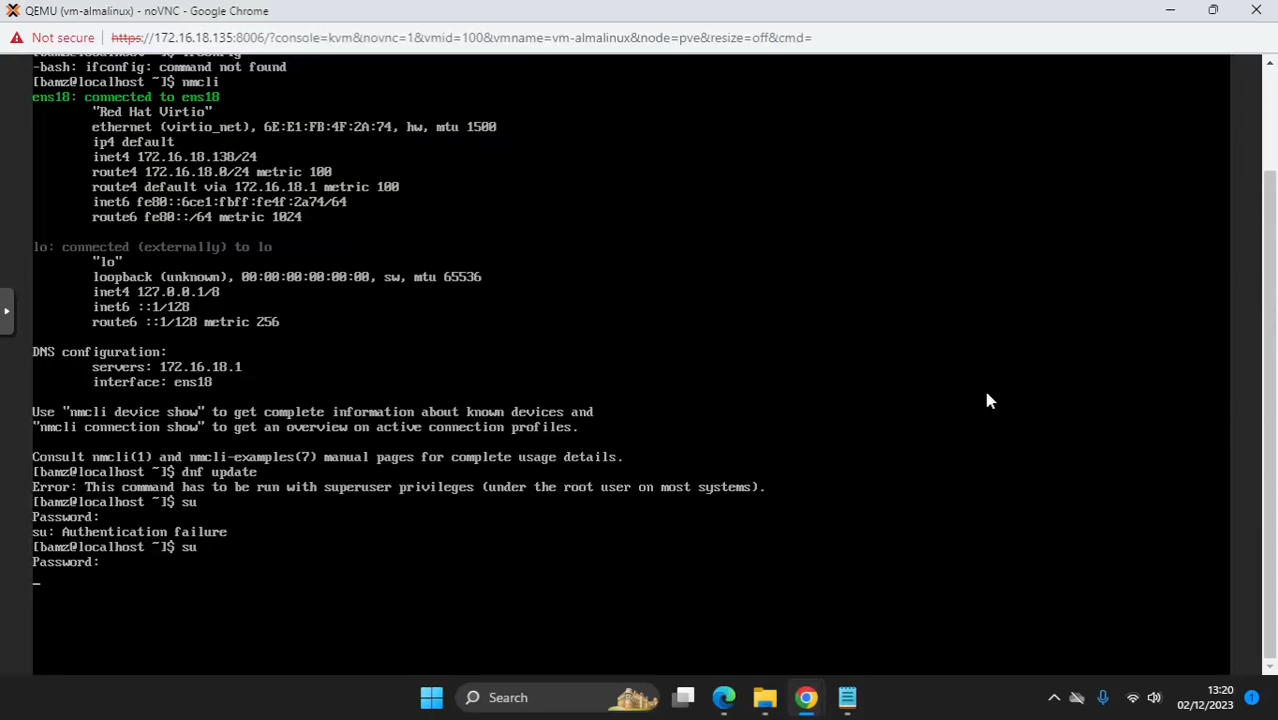 QEMU (vm-almalinux) - noVNC - Google Chrome
Not secure | https://172.16.18.135:8006/?console=kvm&novnc=1&vmid=100&vmname=vm-almalinux&node=pve&resize=off&cmd=
[bamz@localhost ~]$ ifconfig
-bash: ifconfig: command not found
[bamz@localhost ~]$ nmcli
ens18: connected to ens18
"Red Hat Virtio"
ethernet (virtio_net), 6E:E1:FB:4F:2A:74, hw, mtu 1500
ip4 default
inet4 172.16.18.138/24
route4 172.16.18.0/24 metric 100
route4 default via 172.16.18.1 metric 100
inet6 fe80::6ce1:fbff:fe4f:2a74/64
route6 fe80::/64 metric 1024
lo: connected (externally) to lo
"lo"
loopback (unknown), 00:00:00:00:00:00, sw, mtu 65536
inet4 127.0.0.1/8
inet6 ::1/128
route6 ::1/128 metric 256
DNS configuration:
servers: 172.16.18.1
interface: ens18
Use "nmcli device show" to get complete information about known devices and
"nmcli connection show" to get an overview on active connection profiles.
Consult nmcli(1) and nmcli-examples(7) manual pages for complete usage details.
[bamz@localhost ~]$ dnf update
Error: This command has to be run with superuser privileges (under the root user on most systems).
[bamz@localhost ~]$ su
Password:
su: Authentication failure
[bamz@localhost ~]$ su
Password:
_
Search
13:20
02/12/2023
1